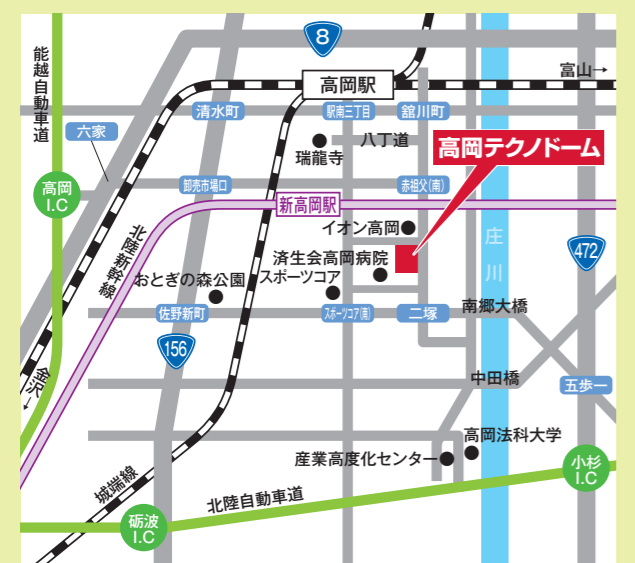 8
能越自動車道
富山→
高岡駅
清水町
駅南三丁目
舘川町
六家
八丁道
瑞龍寺
高岡テクノドーム
高岡
I.C
卸売市場口
赤祖父(南)
新高岡駅
イオン高岡
庄川
472
北陸新幹線
済生会高岡病院
おとぎの森公園
スポーツコア
南郷大橋
佐野新町
スポーツコア(南)
二塚
156
金沢→
中田橋
五歩一
高岡法科大学
産業高度化センター
小杉
I.C
城端線
北陸自動車道
砺波
I.C